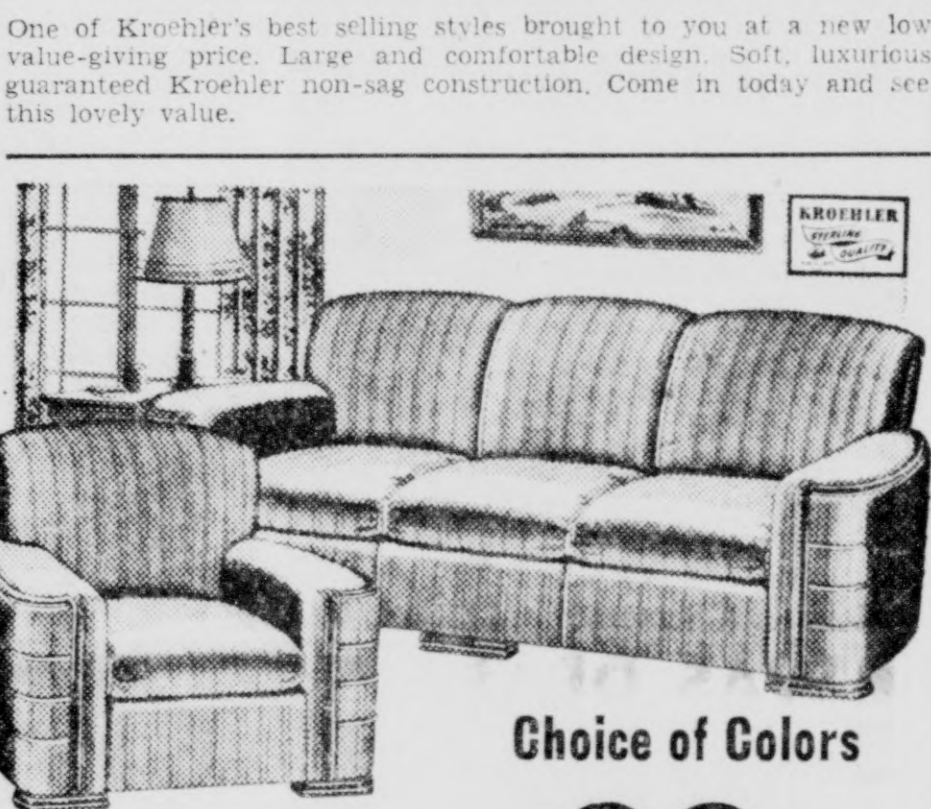 One of Kroehler's best selling styles brought to you at a new low
value-giving price. Large and comfortable design. Soft, luxurious
guaranteed Kroehler non-sag construction. Come in today and see
this lovely value.
KROEHLER
STERLING
QUALITY
Choice of Colors